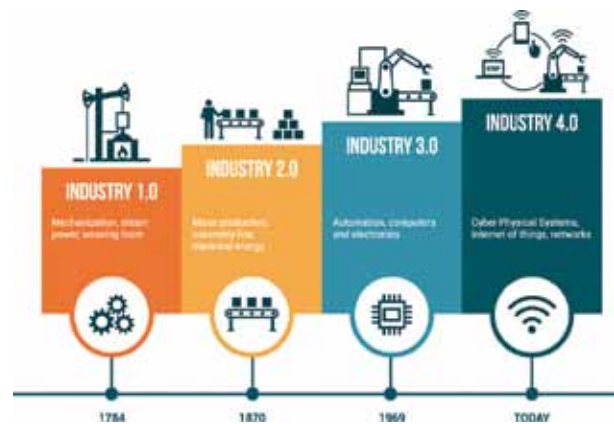 INDUSTRY 1.0
Mechanization, steam
power, weaving loom
INDUSTRY 2.0
Mass production,
assembly line,
electrical energy
INDUSTRY 3.0
Automation, computers
and electronics
INDUSTRY 4.0
Cyber Physical Systems,
internet of things, networks
1784
1870
1969
TODAY